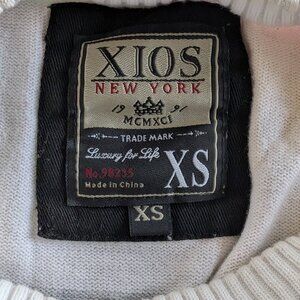 XIOS
NEW YORK
19 91
MCMXCI
TRADE MARK
Luxury for Life
XS
No.98235
Made in China
XS